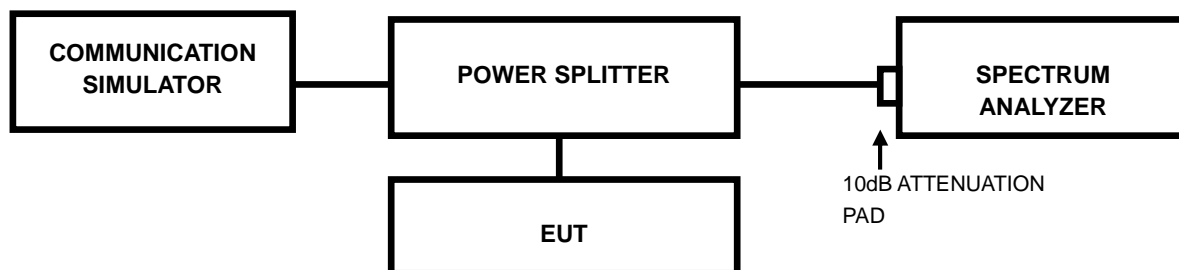 COMMUNICATION
SIMULATOR
POWER SPLITTER
SPECTRUM
ANALYZER
10dB ATTENUATION
PAD
EUT